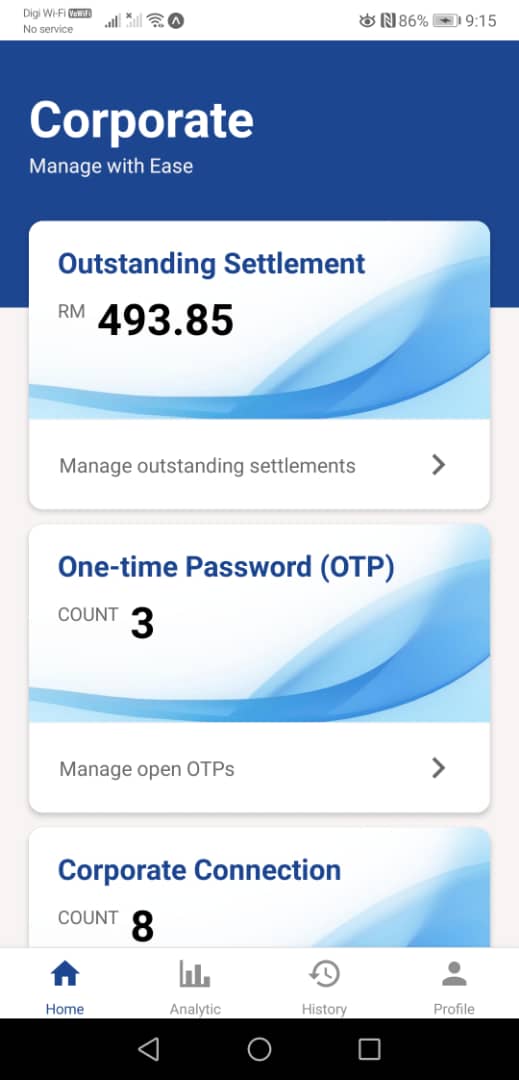 Digi Wi-Fi VoWiFi
No service
86% 9:15
Corporate
Manage with Ease
Outstanding Settlement
RM 493.85
Manage outstanding settlements
One-time Password (OTP)
COUNT 3
Manage open OTPs
Corporate Connection
COUNT 8
Home Analytic History Profile